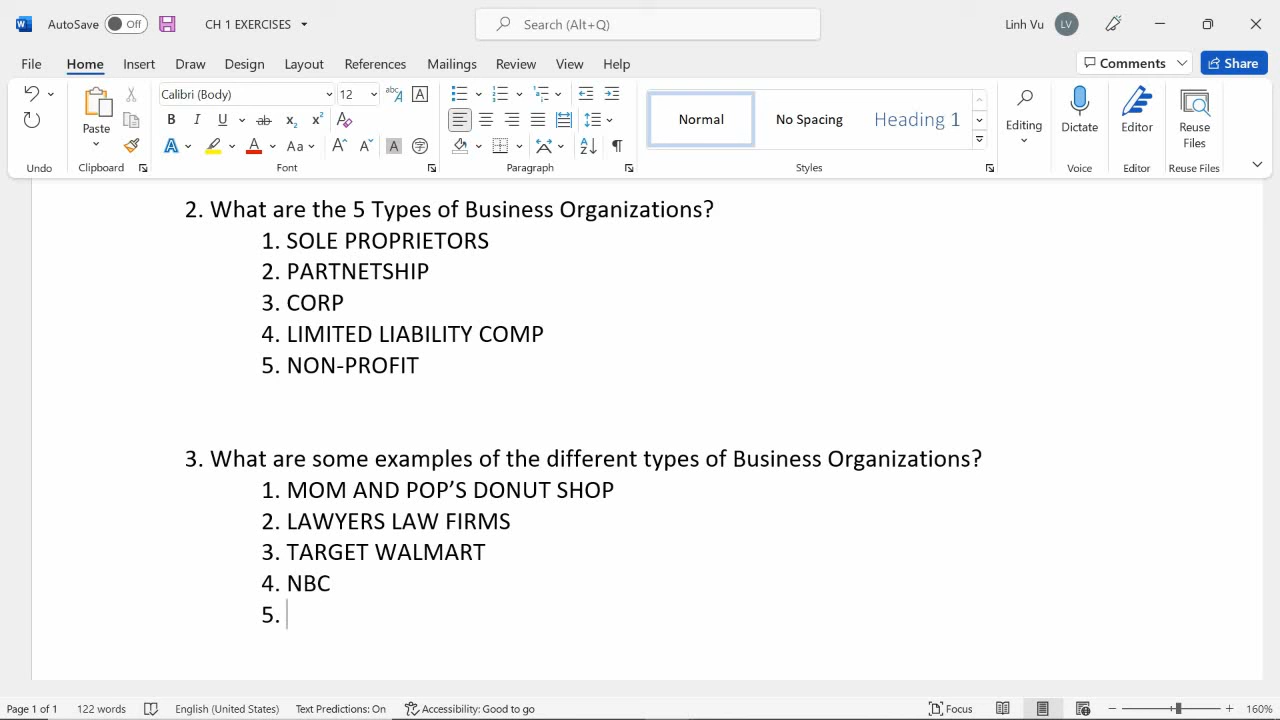 AutoSave Off CH 1 EXERCISES Search (Alt+Q) Linh Vu LV
File Home Insert Draw Design Layout References Mailings Review View Help Comments Share
Calibri (Body) 12
Paste
Normal No Spacing Heading 1
Editing Dictate Editor Reuse Files
Undo Clipboard Font Paragraph Styles Voice Editor Reuse Files
2. What are the 5 Types of Business Organizations?
1. SOLE PROPRIETORS
2. PARTNETSHIP
3. CORP
4. LIMITED LIABILITY COMP
5. NON-PROFIT
3. What are some examples of the different types of Business Organizations?
1. MOM AND POP’S DONUT SHOP
2. LAWYERS LAW FIRMS
3. TARGET WALMART
4. NBC
5.
Page 1 of 1 122 words English (United States) Text Predictions: On Accessibility: Good to go Focus 160%